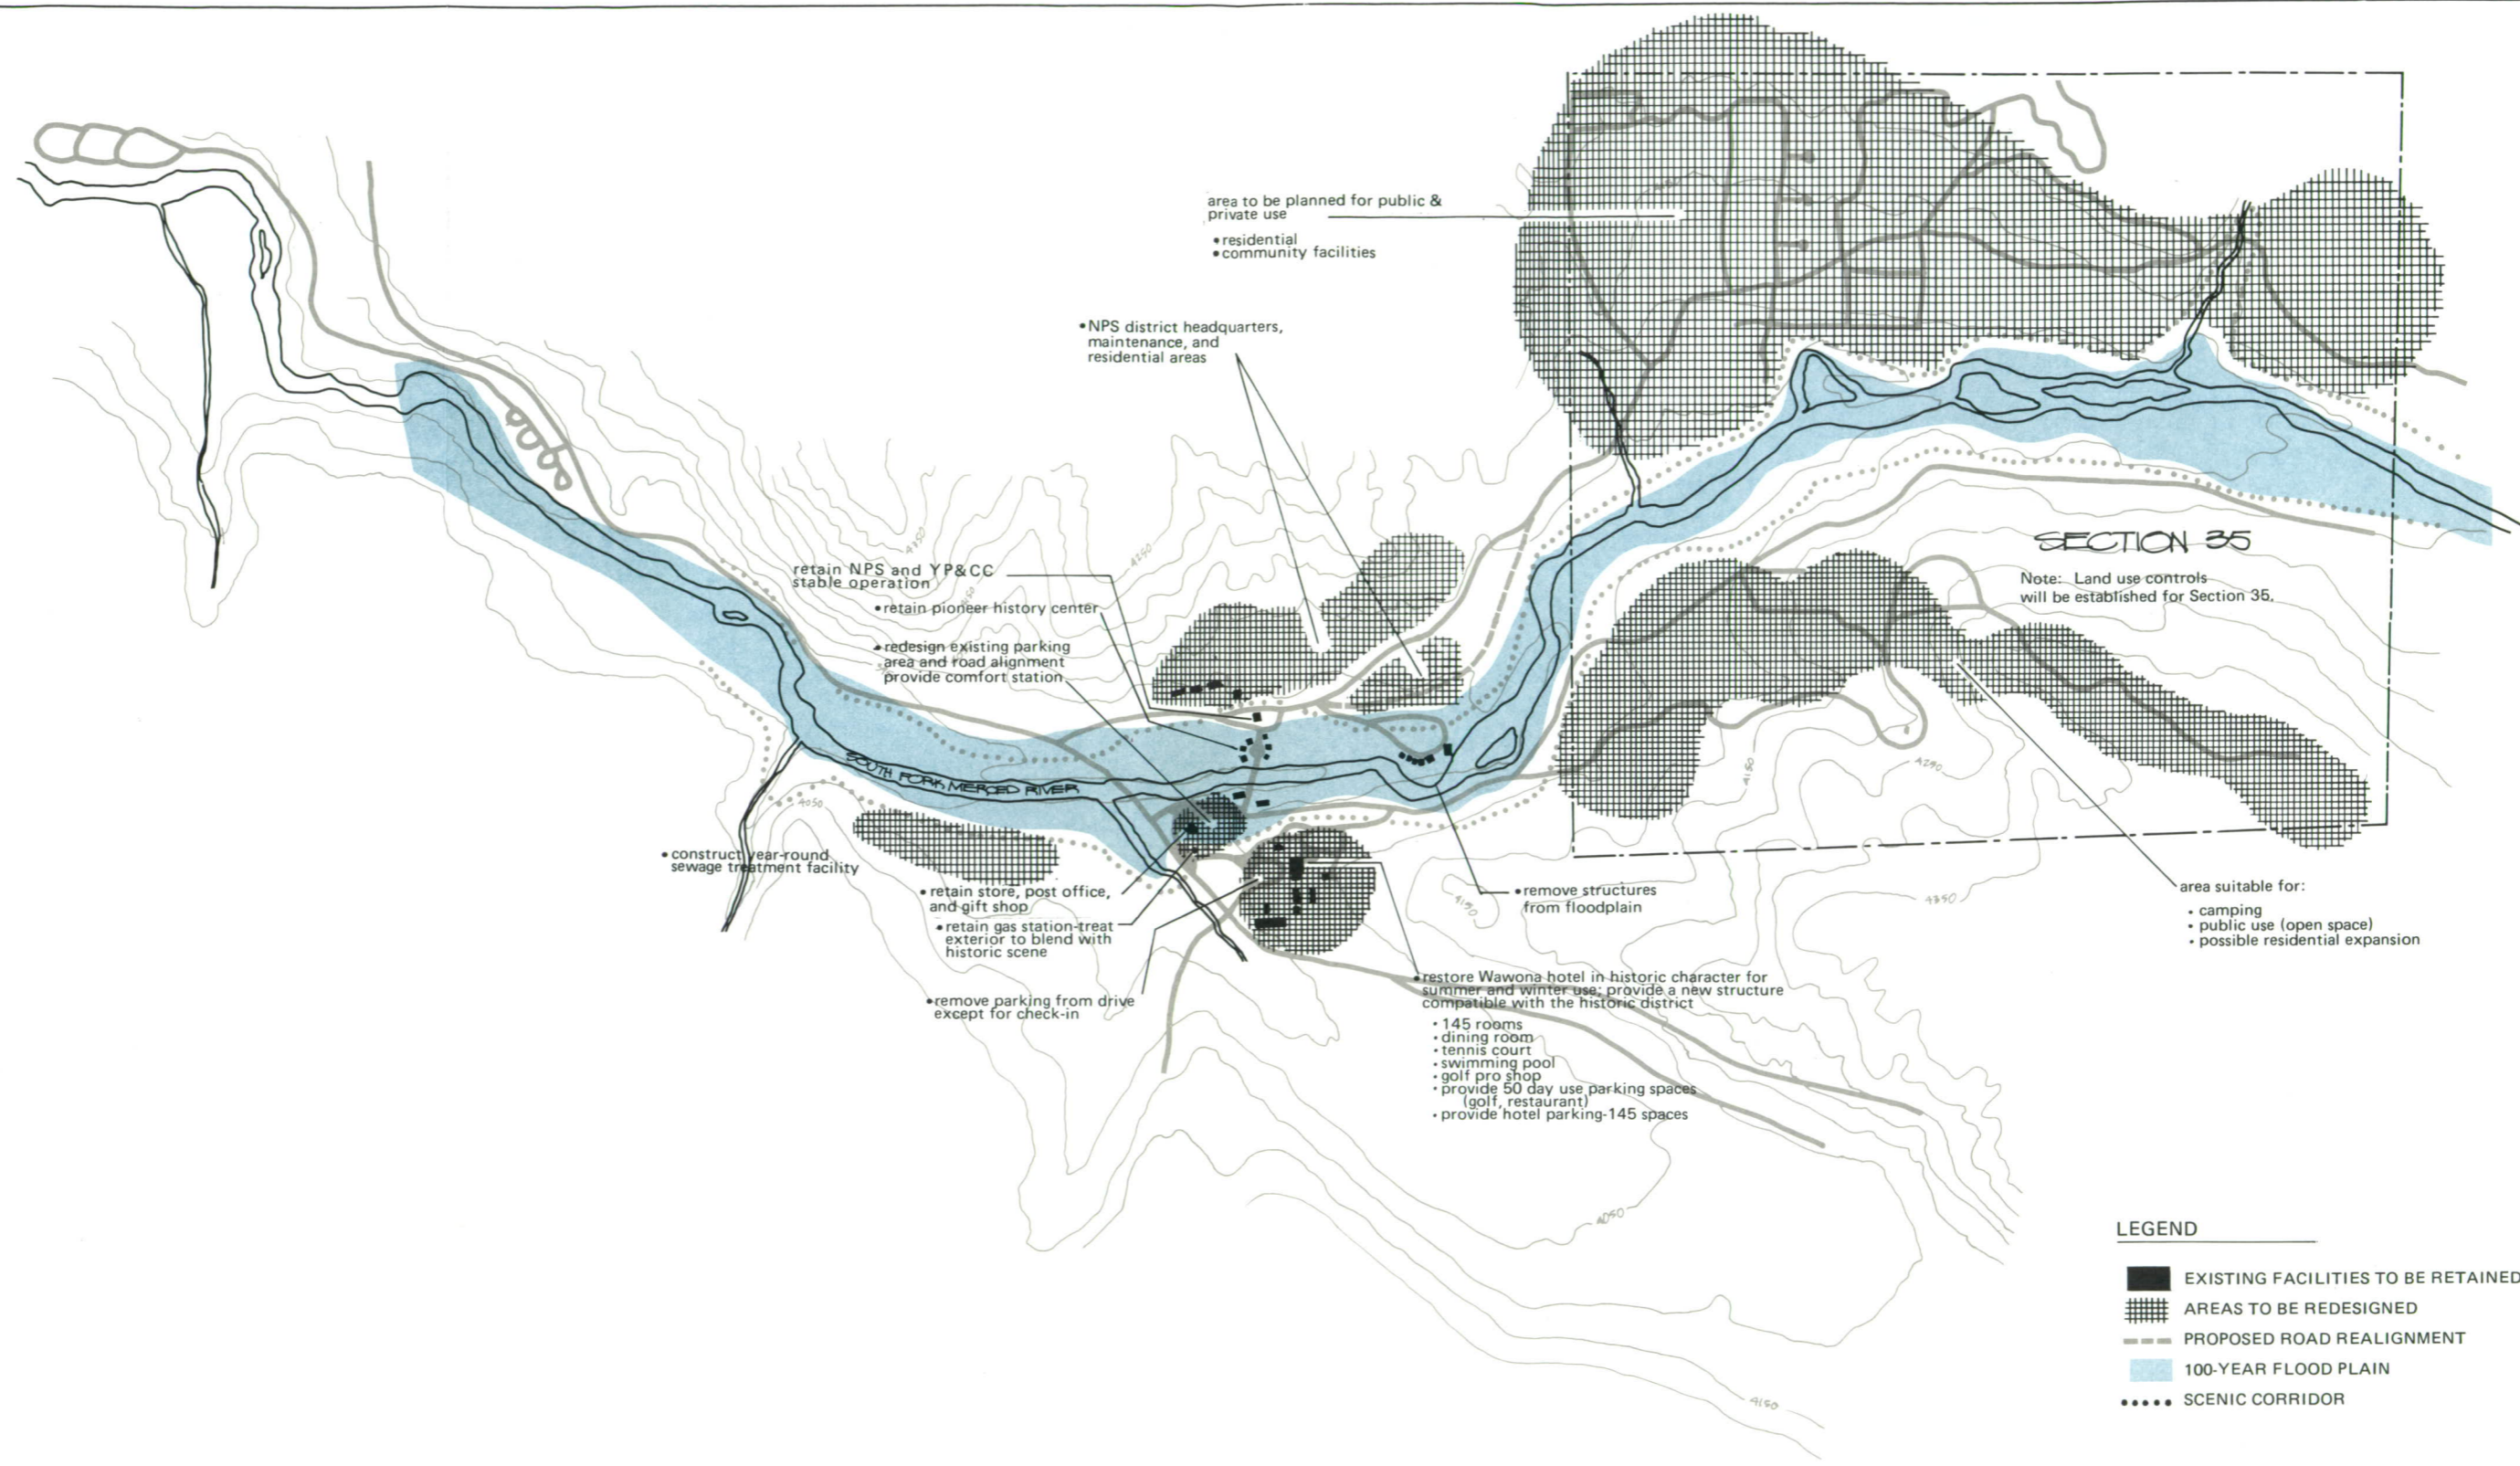 area to be planned for public &
private use
• residential
• community facilities
• NPS district headquarters,
maintenance, and
residential areas
retain NPS and YP&CC
stable operation
• retain pioneer history center
• redesign existing parking
area and road alignment
provide comfort station
4350
4250
4150
SECTION 35
Note: Land use controls
will be established for Section 35.
SOUTH FORK MERCED RIVER
4050
• construct year-round
sewage treatment facility
• retain store, post office,
and gift shop
• retain gas station-treat
exterior to blend with
historic scene
• remove parking from drive
except for check-in
• remove structures
from floodplain
4150
4150
4250
4350
area suitable for:
• camping
• public use (open space)
• possible residential expansion
• restore Wawona hotel in historic character for
summer and winter use; provide a new structure
compatible with the historic district
• 145 rooms
• dining room
• tennis court
• swimming pool
• golf pro shop
• provide 50 day use parking spaces
(golf, restaurant)
• provide hotel parking-145 spaces
4050
4150
LEGEND
EXISTING FACILITIES TO BE RETAINED
AREAS TO BE REDESIGNED
PROPOSED ROAD REALIGNMENT
100-YEAR FLOOD PLAIN
SCENIC CORRIDOR